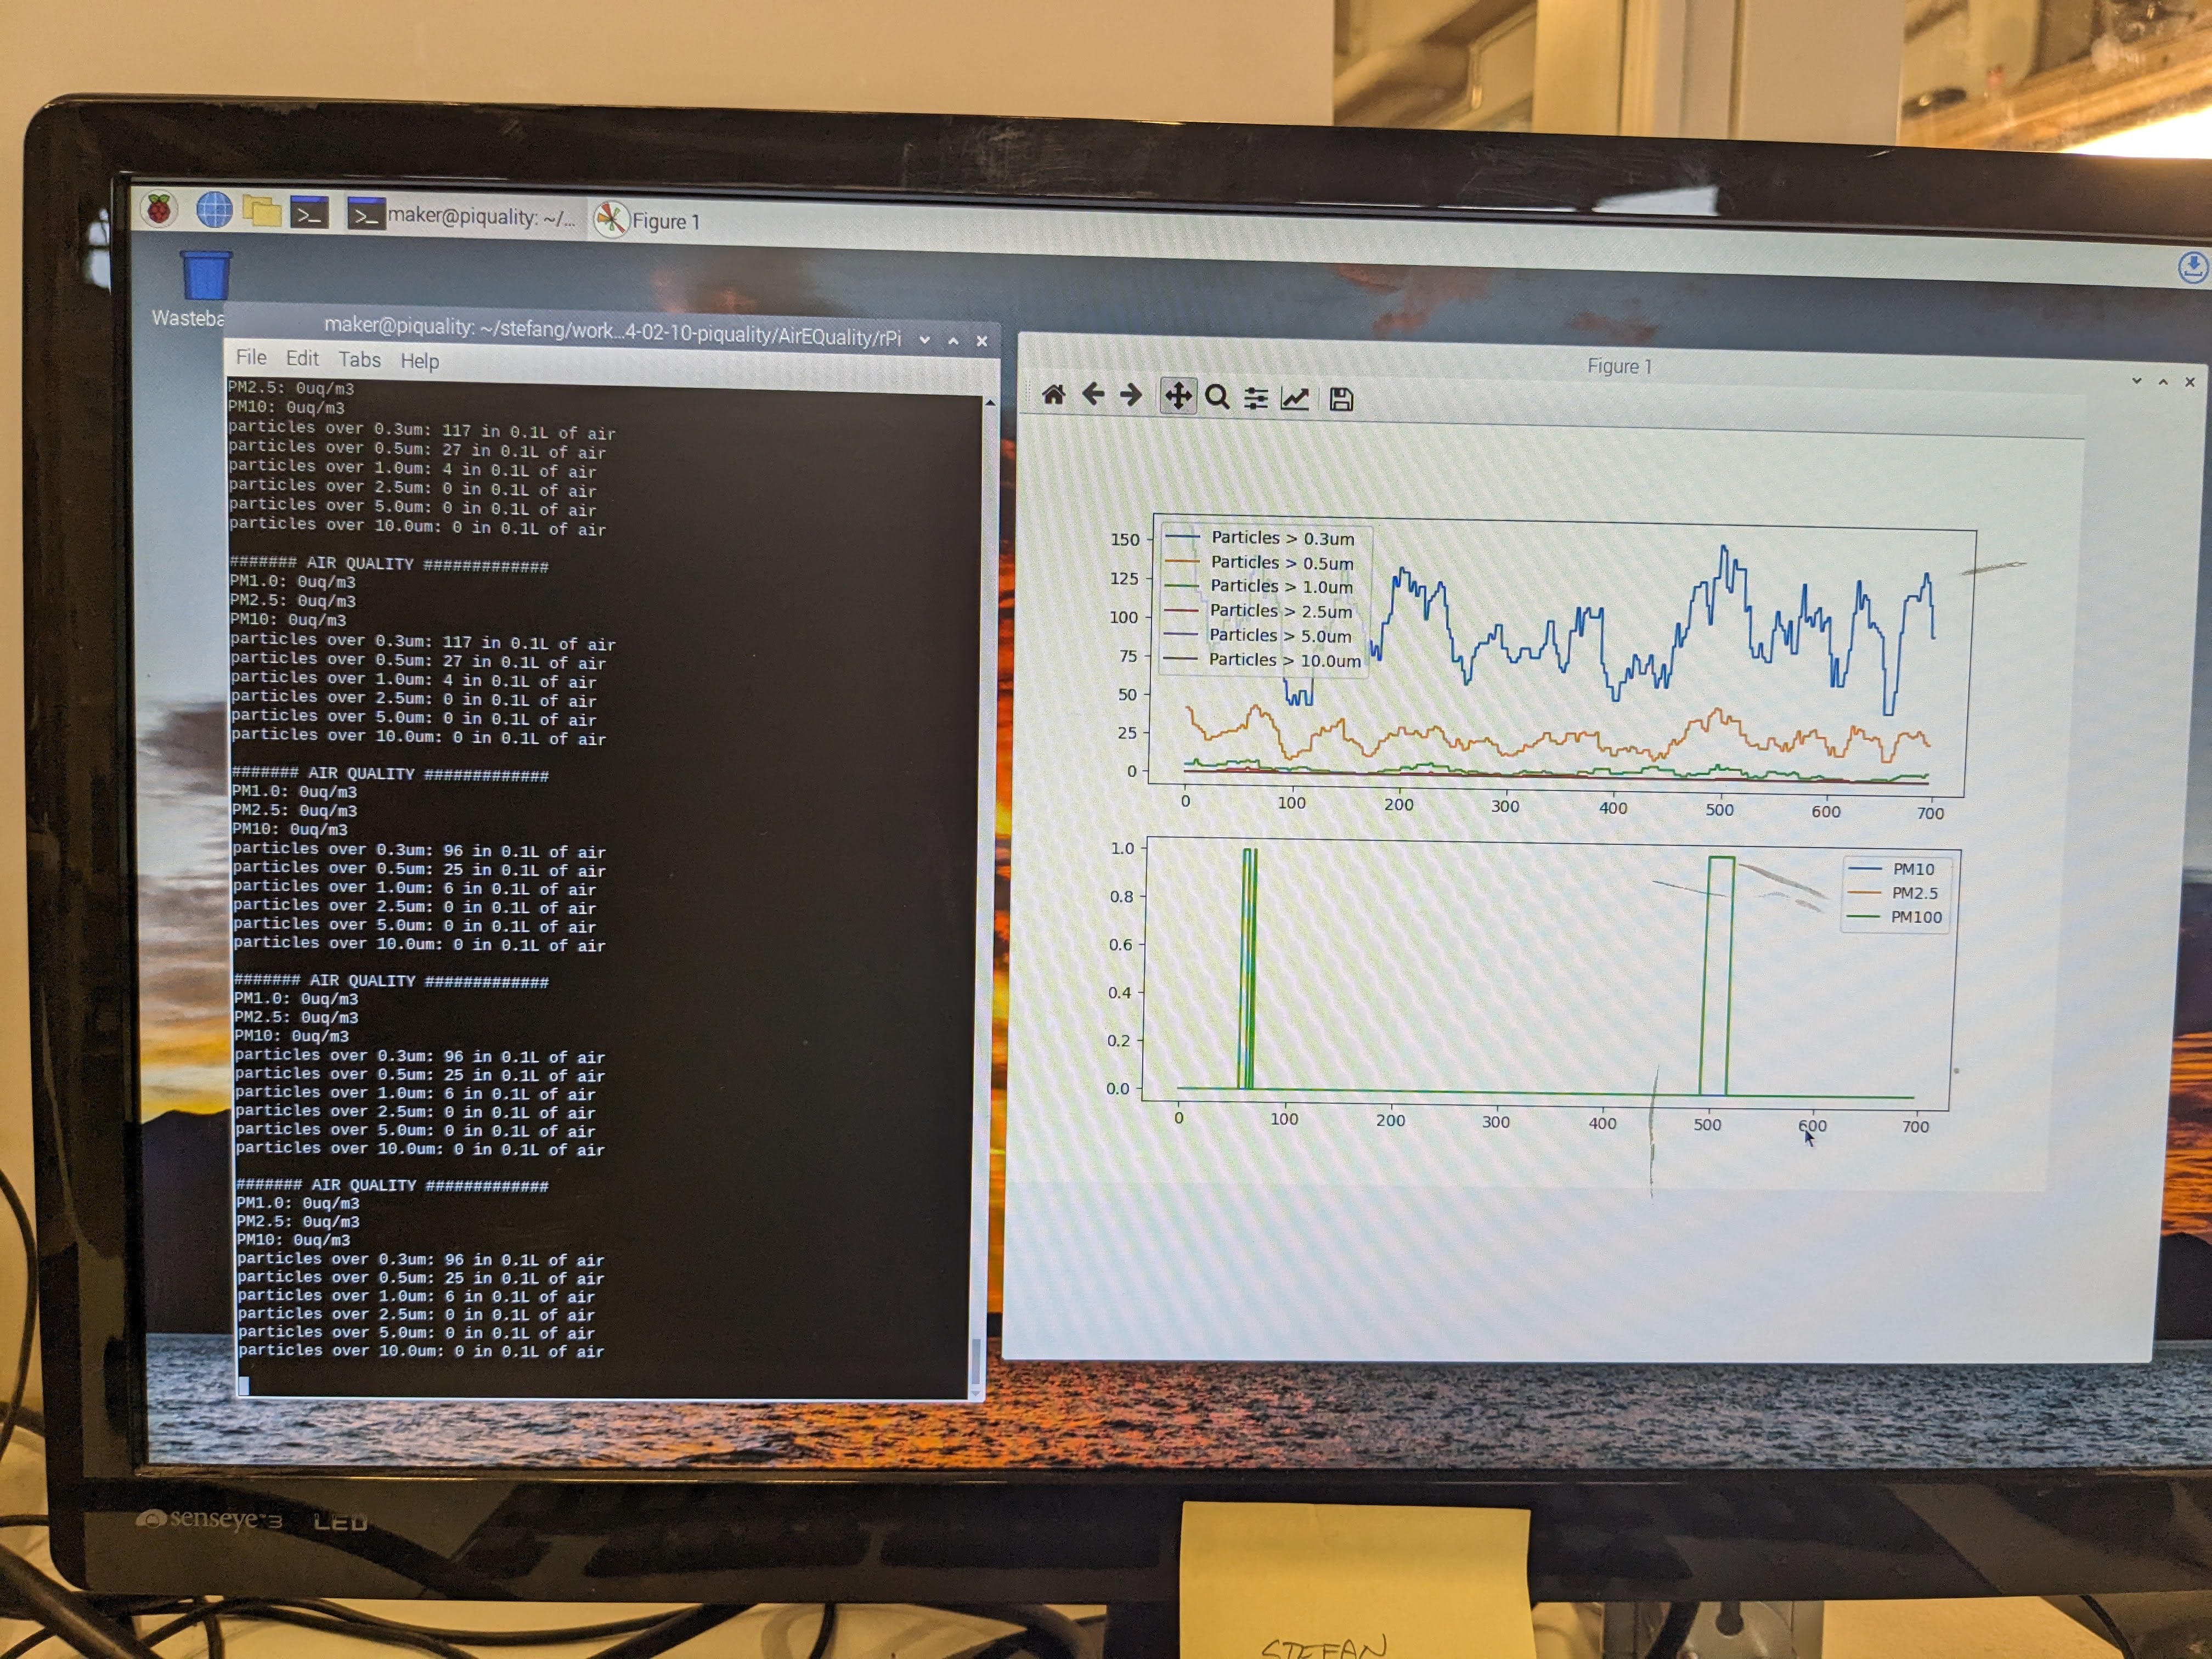 maker@piquality: ~/...
Figure 1
Wasteba
maker@piquality: ~/stefang/work...4-02-10-piquality/AirEQuality/rPi
File Edit Tabs Help
PM2.5: 0uq/m3
PM10: 0uq/m3
particles over 0.3um: 117 in 0.1L of air
particles over 0.5um: 27 in 0.1L of air
particles over 1.0um: 4 in 0.1L of air
particles over 2.5um: 0 in 0.1L of air
particles over 5.0um: 0 in 0.1L of air
particles over 10.0um: 0 in 0.1L of air
####### AIR QUALITY #############
PM1.0: 0uq/m3
PM2.5: 0uq/m3
PM10: 0uq/m3
particles over 0.3um: 117 in 0.1L of air
particles over 0.5um: 27 in 0.1L of air
particles over 1.0um: 4 in 0.1L of air
particles over 2.5um: 0 in 0.1L of air
particles over 5.0um: 0 in 0.1L of air
particles over 10.0um: 0 in 0.1L of air
####### AIR QUALITY #############
PM1.0: 0uq/m3
PM2.5: 0uq/m3
PM10: 0uq/m3
particles over 0.3um: 96 in 0.1L of air
particles over 0.5um: 25 in 0.1L of air
particles over 1.0um: 6 in 0.1L of air
particles over 2.5um: 0 in 0.1L of air
particles over 5.0um: 0 in 0.1L of air
particles over 10.0um: 0 in 0.1L of air
####### AIR QUALITY #############
PM1.0: 0uq/m3
PM2.5: 0uq/m3
PM10: 0uq/m3
particles over 0.3um: 96 in 0.1L of air
particles over 0.5um: 25 in 0.1L of air
particles over 1.0um: 6 in 0.1L of air
particles over 2.5um: 0 in 0.1L of air
particles over 5.0um: 0 in 0.1L of air
particles over 10.0um: 0 in 0.1L of air
####### AIR QUALITY #############
PM1.0: 0uq/m3
PM2.5: 0uq/m3
PM10: 0uq/m3
particles over 0.3um: 96 in 0.1L of air
particles over 0.5um: 25 in 0.1L of air
particles over 1.0um: 6 in 0.1L of air
particles over 2.5um: 0 in 0.1L of air
particles over 5.0um: 0 in 0.1L of air
particles over 10.0um: 0 in 0.1L of air
Figure 1
150
125
100
75
50
25
0
Particles > 0.3um
Particles > 0.5um
Particles > 1.0um
Particles > 2.5um
Particles > 5.0um
Particles > 10.0um
0 100 200 300 400 500 600 700
1.0
0.8
0.6
0.4
0.2
0.0
PM10
PM2.5
PM100
0 100 200 300 400 500 600 700
senseye 3 LED
STEFAN